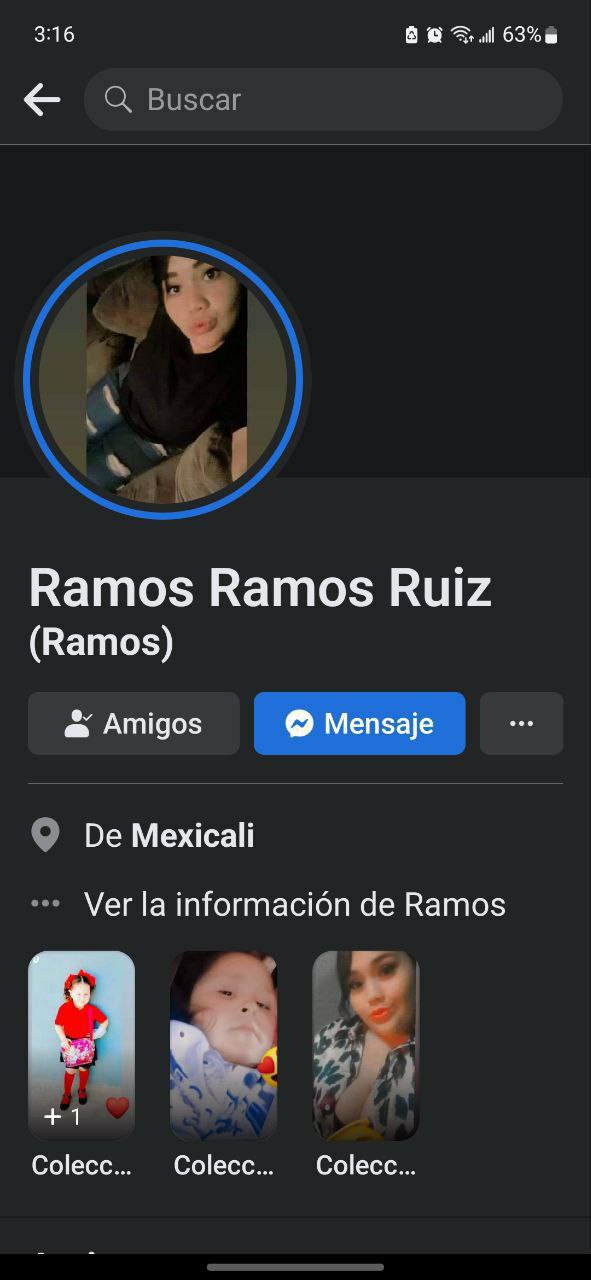 3:16
63%
Buscar
Ramos Ramos Ruiz
(Ramos)
Amigos
Mensaje
De Mexicali
Ver la información de Ramos
+ 1
Colecc...
Colecc...
Colecc...